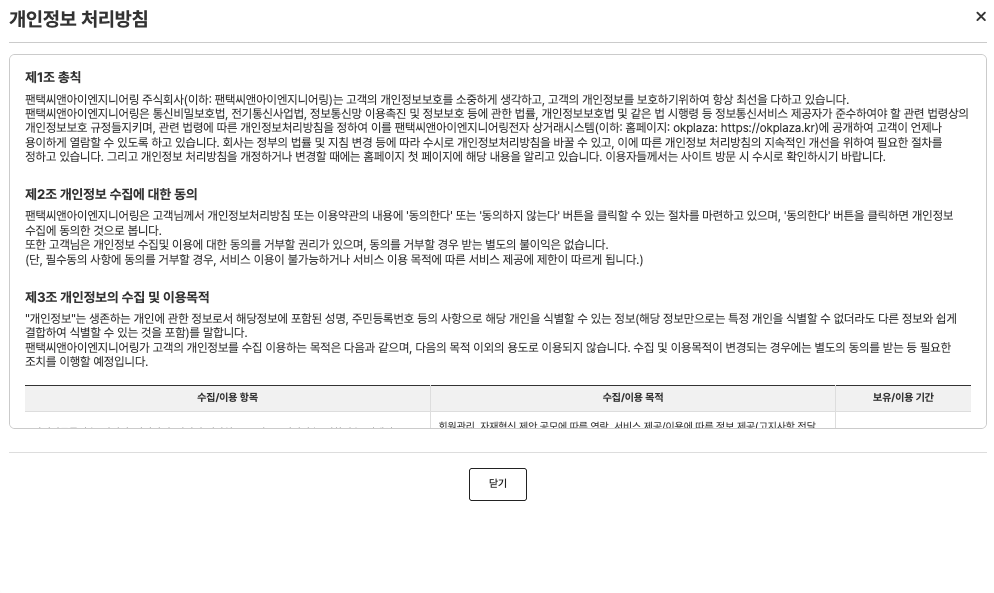 개인정보 처리방침
×
제1조 총칙
팬택씨앤아이엔지니어링 주식회사(이하: 팬택씨앤아이엔지니어링)는 고객의 개인정보보호를 소중하게 생각하고, 고객의 개인정보를 보호하기위하여 항상 최선을 다하고 있습니다.
팬택씨앤아이엔지니어링은 통신비밀보호법, 전기통신사업법, 정보통신망 이용촉진 및 정보보호 등에 관한 법률, 개인정보보호법 및 같은 법 시행령 등 정보통신서비스 제공자가 준수하여야 할 관련 법령상의
개인정보보호 규정들지키며, 관련 법령에 따른 개인정보처리방침을 정하여 이를 팬택씨앤아이엔지니어링전자 상거래시스템(이하: 홈페이지: okplaza: https://okplaza.kr)에 공개하여 고객이 언제나
용이하게 열람할 수 있도록 하고 있습니다. 회사는 정부의 법률 및 지침 변경 등에 따라 수시로 개인정보처리방침을 바꿀 수 있고, 이에 따른 개인정보 처리방침의 지속적인 개선을 위하여 필요한 절차를
정하고 있습니다. 그리고 개인정보 처리방침을 개정하거나 변경할 때에는 홈페이지 첫 페이지에 해당 내용을 알리고 있습니다. 이용자들께서는 사이트 방문 시 수시로 확인하시기 바랍니다.
제2조 개인정보 수집에 대한 동의
팬택씨앤아이엔지니어링은 고객님께서 개인정보처리방침 또는 이용약관의 내용에 '동의한다' 또는 '동의하지 않는다' 버튼을 클릭할 수 있는 절차를 마련하고 있으며, '동의한다' 버튼을 클릭하면 개인정보
수집에 동의한 것으로 봅니다.
또한 고객님은 개인정보 수집및 이용에 대한 동의를 거부할 권리가 있으며, 동의를 거부할 경우 받는 별도의 불이익은 없습니다.
(단, 필수동의 사항에 동의를 거부할 경우, 서비스 이용이 불가능하거나 서비스 이용 목적에 따른 서비스 제공에 제한이 따르게 됩니다.)
제3조 개인정보의 수집 및 이용목적
"개인정보"는 생존하는 개인에 관한 정보로서 해당정보에 포함된 성명, 주민등록번호 등의 사항으로 해당 개인을 식별할 수 있는 정보(해당 정보만으로는 특정 개인을 식별할 수 없더라도 다른 정보와 쉽게
결합하여 식별할 수 있는 것을 포함)를 말합니다.
팬택씨앤아이엔지니어링가 고객의 개인정보를 수집 이용하는 목적은 다음과 같으며, 다음의 목적 이외의 용도로 이용되지 않습니다. 수집 및 이용목적이 변경되는 경우에는 별도의 동의를 받는 등 필요한
조치를 이행할 예정입니다.
수집/이용 항목 수집/이용 목적 보유/이용 기간
회원관리, 자재혁신 제안 공모에 따른 연락, 서비스 제공/이용에 따른 정보 제공(고지사항 전달,
닫기